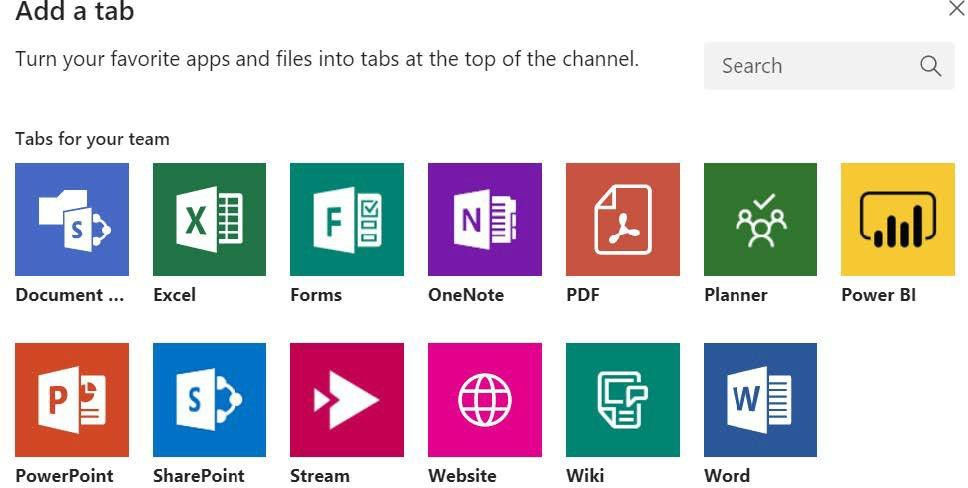 Add a tab
Turn your favorite apps and files into tabs at the top of the channel.
Search
Tabs for your team
S X F N
Document ... Excel Forms OneNote PDF Planner Power BI
P S W
PowerPoint SharePoint Stream Website Wiki Word